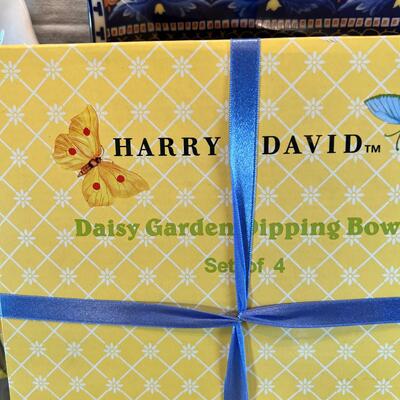 HARRY DAVID™
Daisy Garden Dipping Bow
Set of 4